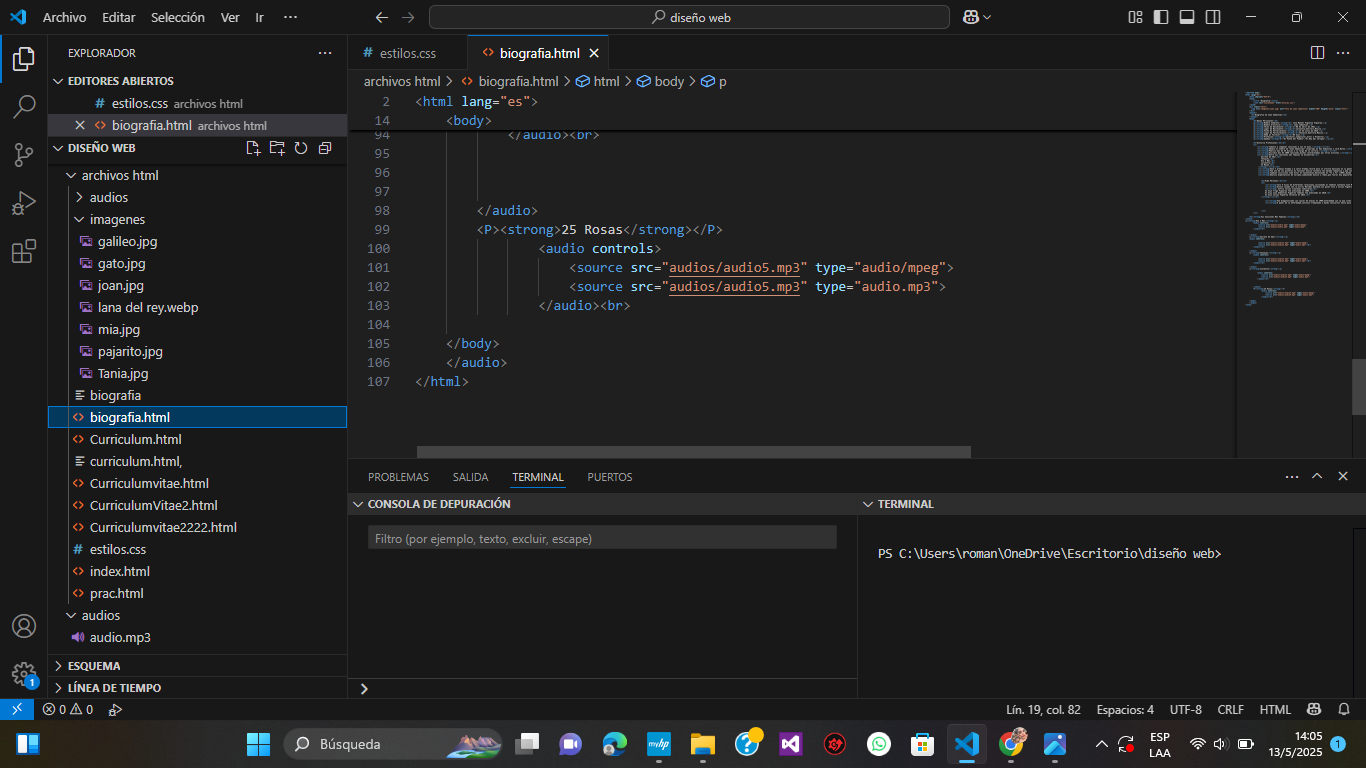 Archivo Editar Selección Ver Ir ···
diseño web
EXPLORADOR
EDITORES ABIERTOS
# estilos.css archivos html
biografia.html archivos html
DISEÑO WEB
archivos html
audios
imagenes
galileo.jpg
gato.jpg
joan.jpg
lana del rey.webp
mia.jpg
pajarito.jpg
Tania.jpg
biografia
biografia.html
Curriculum.html
curriculum.html,
Curriculumvitae.html
CurriculumVitae2.html
Curriculumvitae2222.html
# estilos.css
index.html
prac.html
audios
audio.mp3
ESQUEMA
LÍNEA DE TIEMPO
# estilos.css
biografia.html
archivos html > biografia.html > html > body > p
2 <html lang="es">
14 <body>
94 </audio><br>
95
96
97
98 </audio>
99 <P><strong>25 Rosas</strong></P>
100 <audio controls>
101 <source src="audios/audio5.mp3" type="audio/mpeg">
102 <source src="audios/audio5.mp3" type="audio.mp3">
103 </audio><br>
104
105 </body>
106 </audio>
107 </html>
PROBLEMAS SALIDA TERMINAL PUERTOS
CONSOLA DE DEPURACIÓN
Filtro (por ejemplo, texto, excluir, escape)
TERMINAL
PS C:\Users\roman\OneDrive\Escritorio\diseño web>
1
0 0
Lín. 19, col. 82 Espacios: 4 UTF-8 CRLF HTML
Búsqueda
myhp
ESP
LAA
14:05
13/5/2025
1